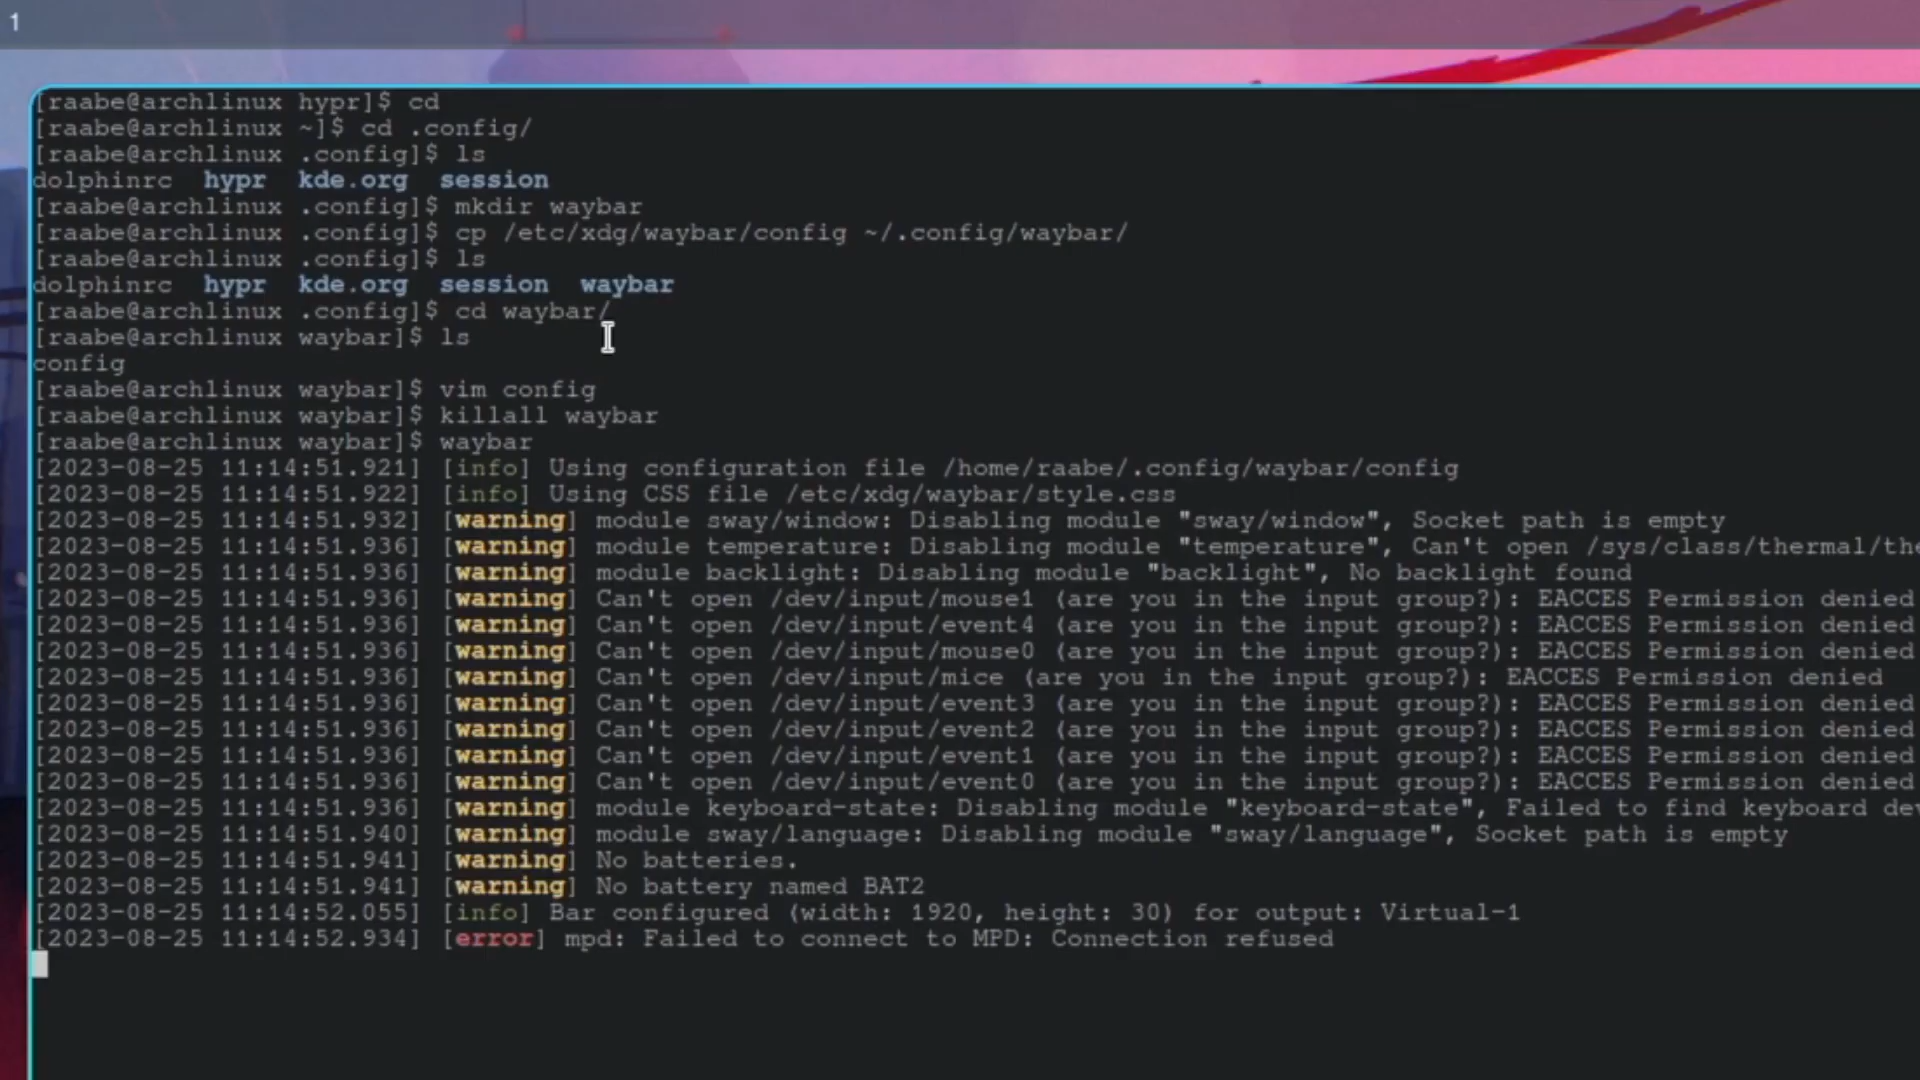 1
[raabe@archlinux hypr]$ cd
[raabe@archlinux ~]$ cd .config/
[raabe@archlinux .config]$ ls
dolphinrc  hypr  kde.org  session
[raabe@archlinux .config]$ mkdir waybar
[raabe@archlinux .config]$ cp /etc/xdg/waybar/config ~/.config/waybar/
[raabe@archlinux .config]$ ls
dolphinrc  hypr  kde.org  session  waybar
[raabe@archlinux .config]$ cd waybar/
[raabe@archlinux waybar]$ ls
config
[raabe@archlinux waybar]$ vim config
[raabe@archlinux waybar]$ killall waybar
[raabe@archlinux waybar]$ waybar
[2023-08-25 11:14:51.921] [info] Using configuration file /home/raabe/.config/waybar/config
[2023-08-25 11:14:51.922] [info] Using CSS file /etc/xdg/waybar/style.css
[2023-08-25 11:14:51.932] [warning] module sway/window: Disabling module "sway/window", Socket path is empty
[2023-08-25 11:14:51.936] [warning] module temperature: Disabling module "temperature", Can't open /sys/class/thermal/the
[2023-08-25 11:14:51.936] [warning] module backlight: Disabling module "backlight", No backlight found
[2023-08-25 11:14:51.936] [warning] Can't open /dev/input/mouse1 (are you in the input group?): EACCES Permission denied
[2023-08-25 11:14:51.936] [warning] Can't open /dev/input/event4 (are you in the input group?): EACCES Permission denied
[2023-08-25 11:14:51.936] [warning] Can't open /dev/input/mouse0 (are you in the input group?): EACCES Permission denied
[2023-08-25 11:14:51.936] [warning] Can't open /dev/input/mice (are you in the input group?): EACCES Permission denied
[2023-08-25 11:14:51.936] [warning] Can't open /dev/input/event3 (are you in the input group?): EACCES Permission denied
[2023-08-25 11:14:51.936] [warning] Can't open /dev/input/event2 (are you in the input group?): EACCES Permission denied
[2023-08-25 11:14:51.936] [warning] Can't open /dev/input/event1 (are you in the input group?): EACCES Permission denied
[2023-08-25 11:14:51.936] [warning] Can't open /dev/input/event0 (are you in the input group?): EACCES Permission denied
[2023-08-25 11:14:51.936] [warning] module keyboard-state: Disabling module "keyboard-state", Failed to find keyboard dev
[2023-08-25 11:14:51.940] [warning] module sway/language: Disabling module "sway/language", Socket path is empty
[2023-08-25 11:14:51.941] [warning] No batteries.
[2023-08-25 11:14:51.941] [warning] No battery named BAT2
[2023-08-25 11:14:52.055] [info] Bar configured (width: 1920, height: 30) for output: Virtual-1
[2023-08-25 11:14:52.934] [error] mpd: Failed to connect to MPD: Connection refused